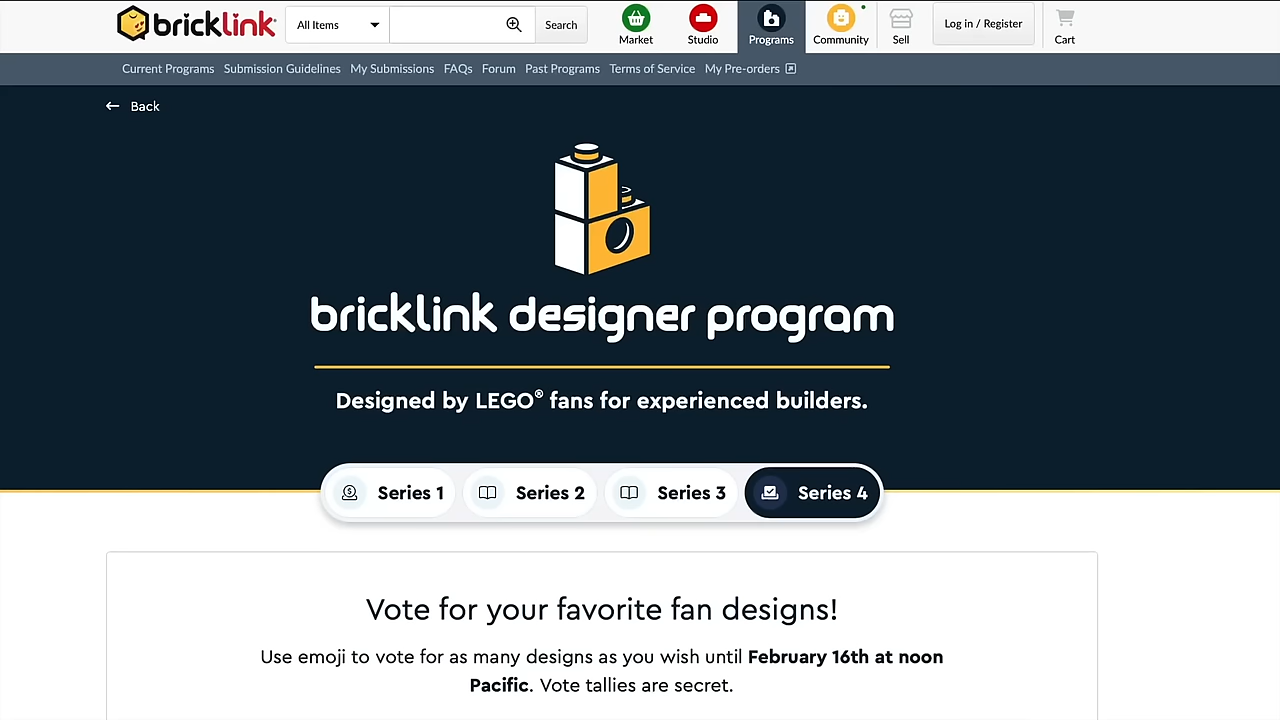 bricklink
All Items
Search
Market
Studio
Programs
Community
Sell
Log in / Register
Cart
Current Programs
Submission Guidelines
My Submissions
FAQs
Forum
Past Programs
Terms of Service
My Pre-orders
Back
bricklink designer program
Designed by LEGO® fans for experienced builders.
Series 1
Series 2
Series 3
Series 4
Vote for your favorite fan designs!
Use emoji to vote for as many designs as you wish until February 16th at noon
Pacific. Vote tallies are secret.